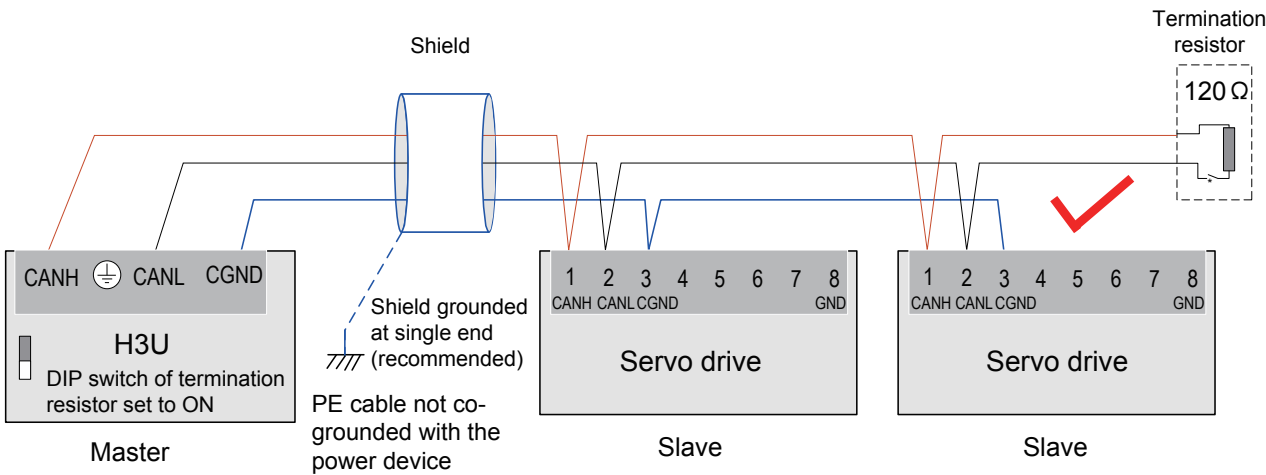 Termination
resistor
Shield
120 Ω
CANH CANL CGND
H3U
DIP switch of termination
resistor set to ON
Master
Shield grounded
at single end
(recommended)
PE cable not co-
grounded with the
power device
1 2 3 4 5 6 7 8
CANH CANL CGND GND
Servo drive
Slave
1 2 3 4 5 6 7 8
CANH CANL CGND GND
Servo drive
Slave